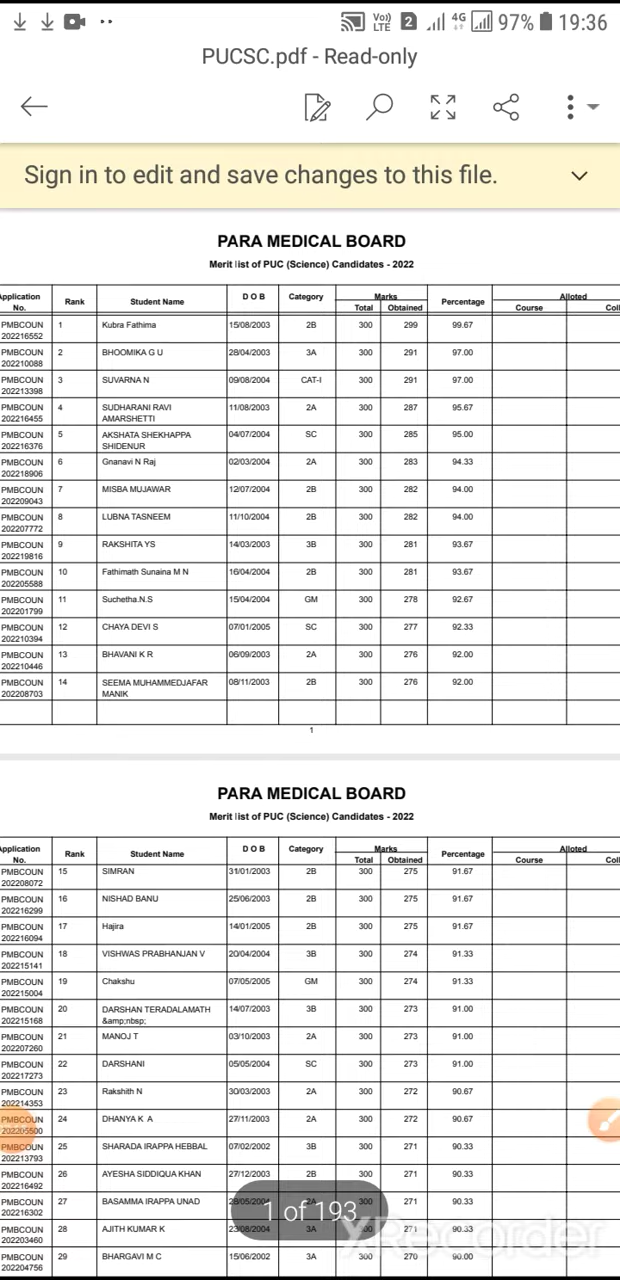 Vo)) LTE 2 4G 97% 19:36
PUCSC.pdf - Read-only
Sign in to edit and save changes to this file.
PARA MEDICAL BOARD
Merit list of PUC (Science) Candidates - 2022
Application No. Rank Student Name D O B Category Marks Total Obtained Percentage Alloted Course Coll
PMBCOUN 202216552 1 Kubra Fathima 15/08/2003 2B 300 299 99.67
PMBCOUN 202210088 2 BHOOMIKA G U 28/04/2003 3A 300 291 97.00
PMBCOUN 202213398 3 SUVARNA N 09/08/2004 CAT-I 300 291 97.00
PMBCOUN 202216455 4 SUDHARANI RAVI AMARSHETTI 11/08/2003 2A 300 287 95.67
PMBCOUN 202216376 5 AKSHATA SHEKHAPPA SHIDENUR 04/07/2004 SC 300 285 95.00
PMBCOUN 202218906 6 Gnanavi N Raj 02/03/2004 2A 300 283 94.33
PMBCOUN 202209043 7 MISBA MUJAWAR 12/07/2004 2B 300 282 94.00
PMBCOUN 202207772 8 LUBNA TASNEEM 11/10/2004 2B 300 282 94.00
PMBCOUN 202219816 9 RAKSHITA YS 14/03/2003 3B 300 281 93.67
PMBCOUN 202205588 10 Fathimath Sunaina M N 16/04/2004 2B 300 281 93.67
PMBCOUN 202201799 11 Suchetha.N.S 15/04/2004 GM 300 278 92.67
PMBCOUN 202210394 12 CHAYA DEVI S 07/01/2005 SC 300 277 92.33
PMBCOUN 202210446 13 BHAVANI K R 06/09/2003 2A 300 276 92.00
PMBCOUN 202208703 14 SEEMA MUHAMMEDJAFAR MANIK 08/11/2003 2B 300 276 92.00
1
PARA MEDICAL BOARD
Merit list of PUC (Science) Candidates - 2022
Application No. Rank Student Name D O B Category Marks Total Obtained Percentage Alloted Course Coll
PMBCOUN 202208072 15 SIMRAN 31/01/2003 2B 300 275 91.67
PMBCOUN 202216299 16 NISHAD BANU 25/06/2003 2B 300 275 91.67
PMBCOUN 202216094 17 Hajira 14/01/2005 2B 300 275 91.67
PMBCOUN 202215141 18 VISHWAS PRABHANJAN V 20/04/2004 3B 300 274 91.33
PMBCOUN 202215004 19 Chakshu 07/05/2005 GM 300 274 91.33
PMBCOUN 202215168 20 DARSHAN TERADALAMATH &amp;nbsp; 14/07/2003 3B 300 273 91.00
PMBCOUN 202207260 21 MANOJ T 03/10/2003 2A 300 273 91.00
PMBCOUN 202217273 22 DARSHANI 05/05/2004 SC 300 273 91.00
PMBCOUN 202214353 23 Rakshith N 30/03/2003 2A 300 272 90.67
PMBCOUN 24 DHANYA K A 27/11/2003 2A 300 272 90.67
PMBCOUN 202213793 25 SHARADA IRAPPA HEBBAL 07/02/2002 3B 300 271 90.33
PMBCOUN 202216492 26 AYESHA SIDDIQUA KHAN 27/12/2003 2B 300 271 90.33
PMBCOUN 202216302 27 BASAMMA IRAPPA UNAD 28/05/2004 2A 300 271 90.33
PMBCOUN 202203460 28 AJITH KUMAR K 23/08/2004 3A 300 271 90.33
PMBCOUN 202204756 29 BHARGAVI M C 15/06/2002 3A 300 270 90.00
1 of 193
XRecorder